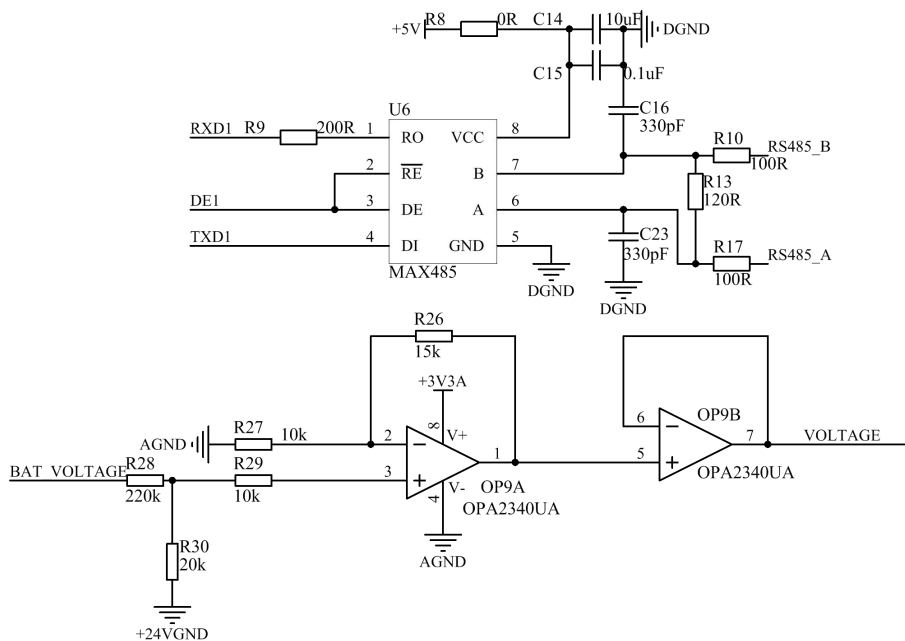 R8 0R C14 10uF
+5V DGND
C15 0.1uF
U6 C16
330pF
RXD1 R9 200R 1 RO VCC 8
R10 RS485_B
100R
2 RE B 7
R13
120R
DE1 3 DE A 6
C23
330pF
TXD1 4 DI GND 5
R17 RS485_A
100R
MAX485
DGND
DGND
R26
15k
+3V3A
R27 10k
AGND
2 8 V+
1
6 OP9B
7 VOLTAGE
5
OPA2340UA
BAT_VOLTAGE R28 R29
220k 10k
3 4 V- OP9A
OPA2340UA
R30
20k
AGND
+24VGND